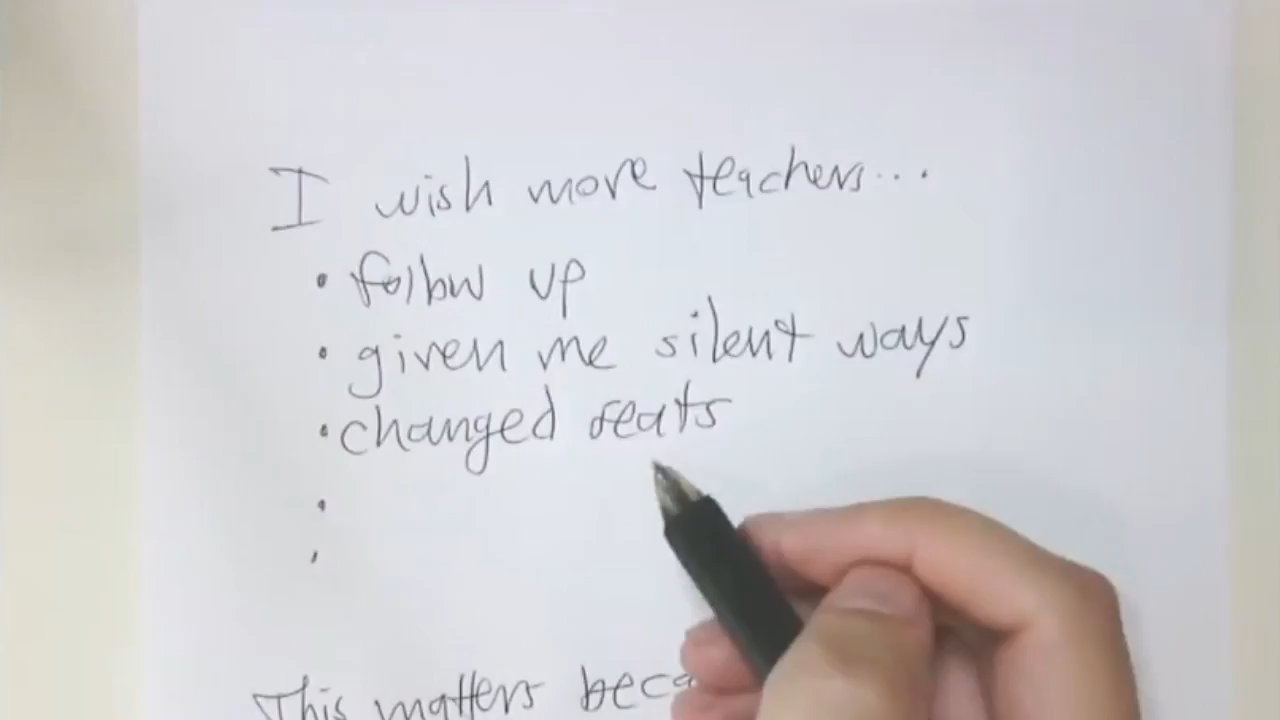 I wish more teachers...
• follow up
• given me silent ways
• changed seats
•
•
This matters